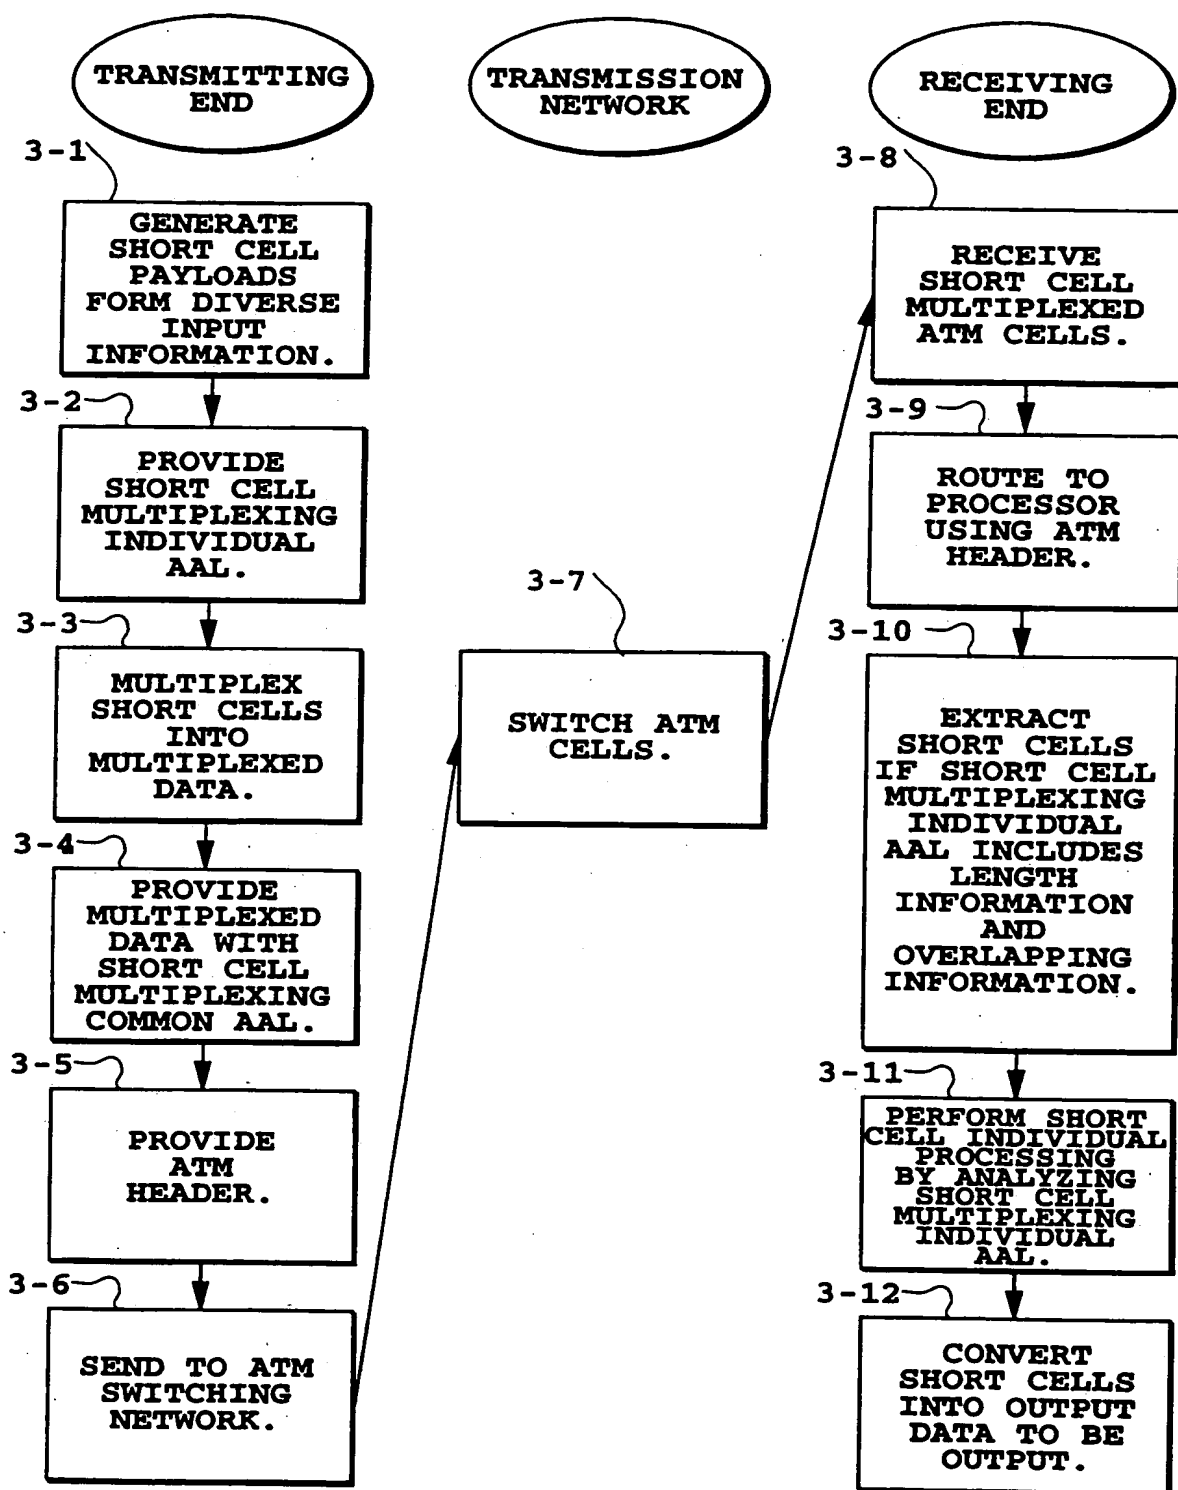 TRANSMITTING
END
3-1
GENERATE
SHORT CELL
PAYLOADS
FORM DIVERSE
INPUT
INFORMATION.
3-2
PROVIDE
SHORT CELL
MULTIPLEXING
INDIVIDUAL
AAL.
3-3
MULTIPLEX
SHORT CELLS
INTO
MULTIPLEXED
DATA.
3-4
PROVIDE
MULTIPLEXED
DATA WITH
SHORT CELL
MULTIPLEXING
COMMON AAL.
3-5
PROVIDE
ATM
HEADER.
3-6
SEND TO ATM
SWITCHING
NETWORK.
TRANSMISSION
NETWORK
3-7
SWITCH ATM
CELLS.
RECEIVING
END
3-8
RECEIVE
SHORT CELL
MULTIPLEXED
ATM CELLS.
3-9
ROUTE TO
PROCESSOR
USING ATM
HEADER.
3-10
EXTRACT
SHORT CELLS
IF SHORT CELL
MULTIPLEXING
INDIVIDUAL
AAL INCLUDES
LENGTH
INFORMATION
AND
OVERLAPPING
INFORMATION.
3-11
PERFORM SHORT
CELL INDIVIDUAL
PROCESSING
BY ANALYZING
SHORT CELL
MULTIPLEXING
INDIVIDUAL
AAL.
3-12
CONVERT
SHORT CELLS
INTO OUTPUT
DATA TO BE
OUTPUT.